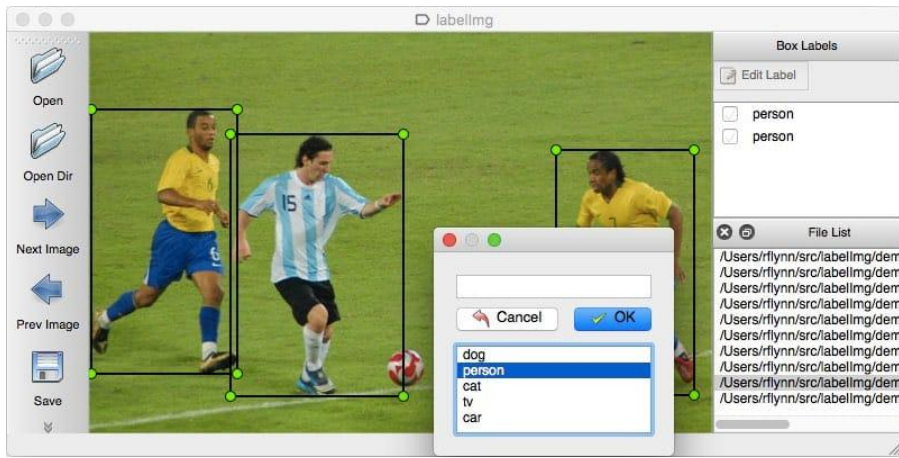 labelImg
Open
Open Dir
Next Image
Prev Image
Save
Box Labels
Edit Label
person
person
File List
/Users/rflynn/src/labelImg/dem
/Users/rflynn/src/labelImg/dem
/Users/rflynn/src/labelImg/dem
/Users/rflynn/src/labelImg/dem
/Users/rflynn/src/labelImg/dem
/Users/rflynn/src/labelImg/dem
/Users/rflynn/src/labelImg/dem
/Users/rflynn/src/labelImg/dem
/Users/rflynn/src/labelImg/dem
/Users/rflynn/src/labelImg/dem
6
15
7
Cancel
OK
dog
person
cat
tv
car